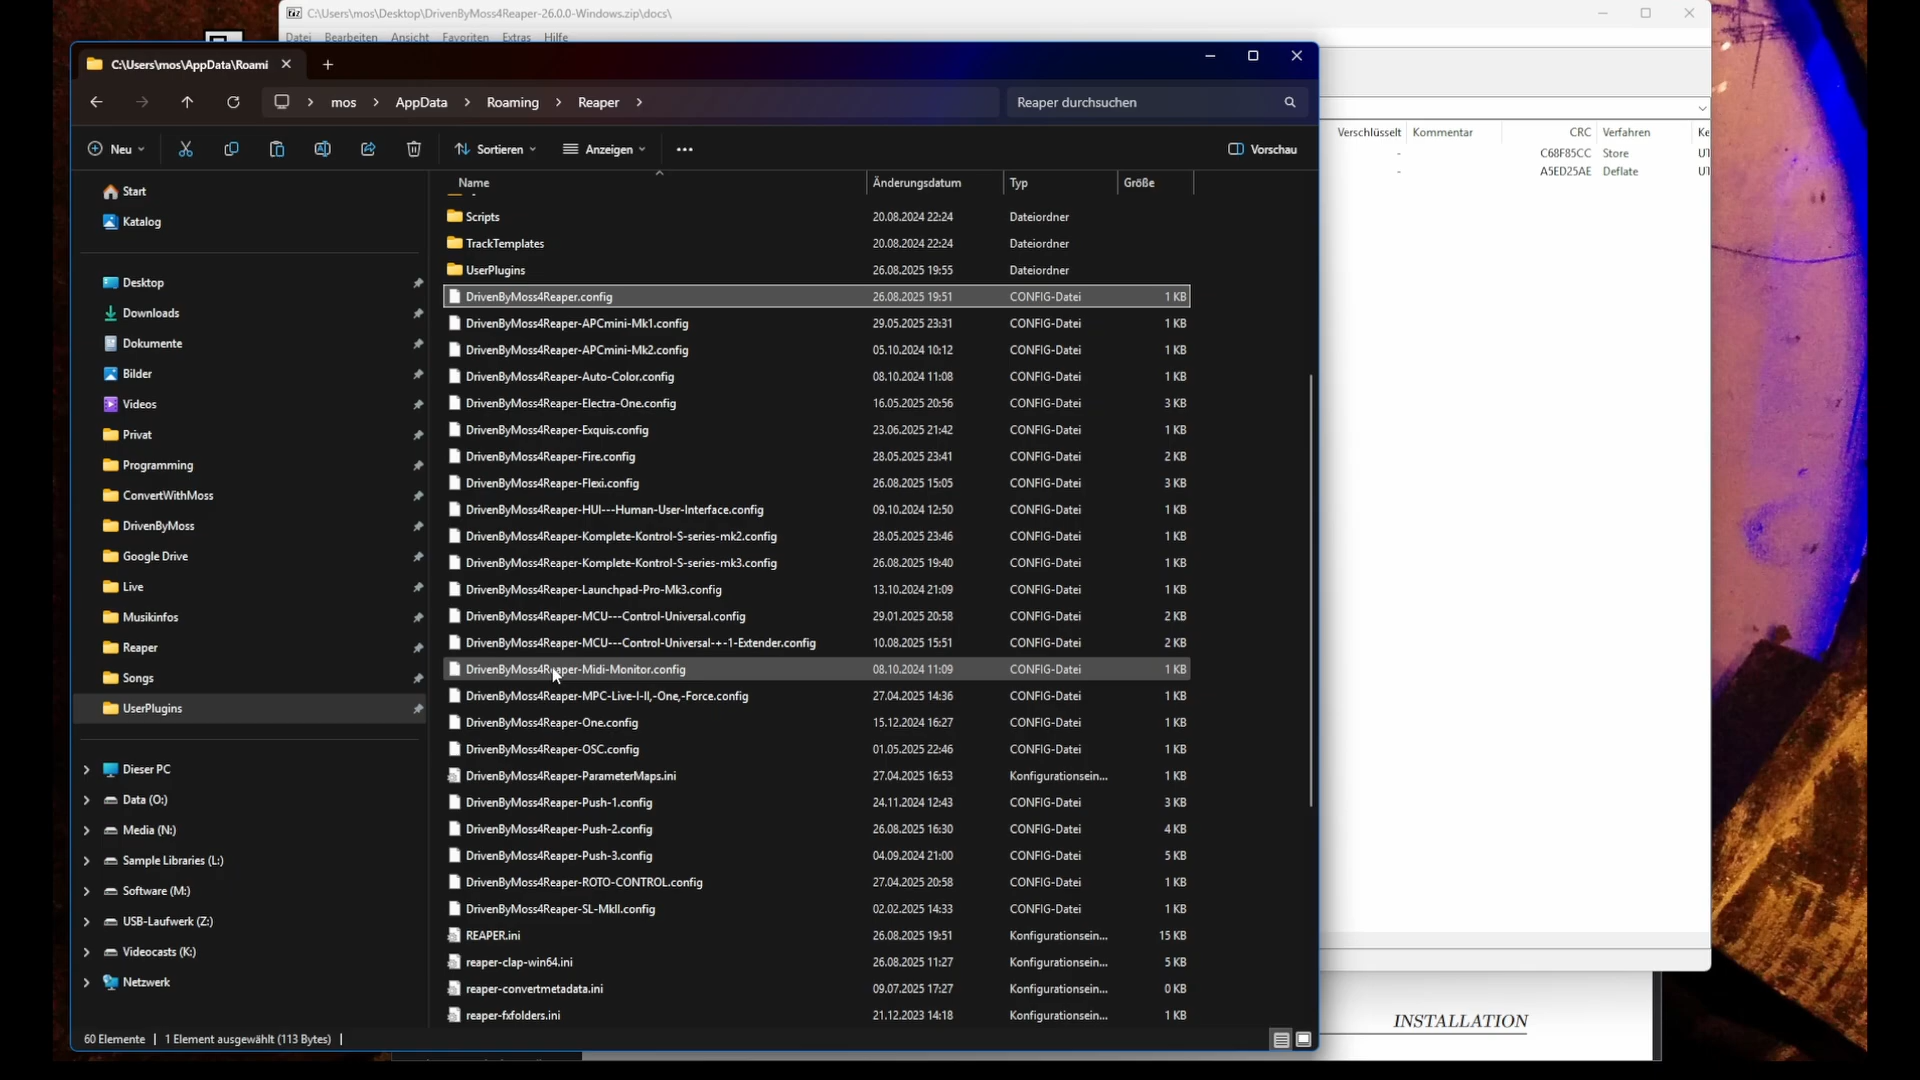 C:\Users\mos\Desktop\DrivenByMoss4Reaper-26.0.0-Windows.zip\docs\
Datei Bearbeiten Ansicht Favoriten Extras Hilfe
C:\Users\mos\AppData\Roami
mos AppData Roaming Reaper
Reaper durchsuchen
Verschlüsselt Kommentar CRC Verfahren Ke
Neu Sortieren Anzeigen Vorschau
- C68F85CC Store UT
- A5ED25AE Deflate UT
Name Änderungsdatum Typ Größe
Start
Katalog
Desktop
Downloads
Dokumente
Bilder
Videos
Privat
Programming
ConvertWithMoss
DrivenByMoss
Google Drive
Live
Musikinfos
Reaper
Songs
UserPlugins
Dieser PC
Data (O:)
Media (N:)
Sample Libraries (L:)
Software (M:)
USB-Laufwerk (Z:)
Videocasts (K:)
Netzwerk
Scripts 20.08.2024 22:24 Dateiordner
TrackTemplates 20.08.2024 22:24 Dateiordner
UserPlugins 26.08.2025 19:55 Dateiordner
DrivenByMoss4Reaper.config 26.08.2025 19:51 CONFIG-Datei 1 KB
DrivenByMoss4Reaper-APCmini-Mk1.config 29.05.2025 23:31 CONFIG-Datei 1 KB
DrivenByMoss4Reaper-APCmini-Mk2.config 05.10.2024 10:12 CONFIG-Datei 1 KB
DrivenByMoss4Reaper-Auto-Color.config 08.10.2024 11:08 CONFIG-Datei 1 KB
DrivenByMoss4Reaper-Electra-One.config 16.05.2025 20:56 CONFIG-Datei 3 KB
DrivenByMoss4Reaper-Exquis.config 23.06.2025 21:42 CONFIG-Datei 1 KB
DrivenByMoss4Reaper-Fire.config 28.05.2025 23:41 CONFIG-Datei 2 KB
DrivenByMoss4Reaper-Flexi.config 26.08.2025 15:05 CONFIG-Datei 3 KB
DrivenByMoss4Reaper-HUI---Human-User-Interface.config 09.10.2024 12:50 CONFIG-Datei 1 KB
DrivenByMoss4Reaper-Komplete-Kontrol-S-series-mk2.config 28.05.2025 23:46 CONFIG-Datei 1 KB
DrivenByMoss4Reaper-Komplete-Kontrol-S-series-mk3.config 26.08.2025 19:40 CONFIG-Datei 1 KB
DrivenByMoss4Reaper-Launchpad-Pro-Mk3.config 13.10.2024 21:09 CONFIG-Datei 1 KB
DrivenByMoss4Reaper-MCU---Control-Universal.config 29.01.2025 20:58 CONFIG-Datei 2 KB
DrivenByMoss4Reaper-MCU---Control-Universal-+-1-Extender.config 10.08.2025 15:51 CONFIG-Datei 2 KB
DrivenByMoss4Reaper-Midi-Monitor.config 08.10.2024 11:09 CONFIG-Datei 1 KB
DrivenByMoss4Reaper-MPC-Live-I-II,-One,-Force.config 27.04.2025 14:36 CONFIG-Datei 1 KB
DrivenByMoss4Reaper-One.config 15.12.2024 16:27 CONFIG-Datei 1 KB
DrivenByMoss4Reaper-OSC.config 01.05.2025 22:46 CONFIG-Datei 1 KB
DrivenByMoss4Reaper-ParameterMaps.ini 27.04.2025 16:53 Konfigurationsein... 1 KB
DrivenByMoss4Reaper-Push-1.config 24.11.2024 12:43 CONFIG-Datei 3 KB
DrivenByMoss4Reaper-Push-2.config 26.08.2025 16:30 CONFIG-Datei 4 KB
DrivenByMoss4Reaper-Push-3.config 04.09.2024 21:00 CONFIG-Datei 5 KB
DrivenByMoss4Reaper-ROTO-CONTROL.config 27.04.2025 20:58 CONFIG-Datei 1 KB
DrivenByMoss4Reaper-SL-MkII.config 02.02.2025 14:33 CONFIG-Datei 1 KB
REAPER.ini 26.08.2025 19:51 Konfigurationsein... 15 KB
reaper-clap-win64.ini 26.08.2025 11:27 Konfigurationsein... 5 KB
reaper-convertmetadata.ini 09.07.2025 17:27 Konfigurationsein... 0 KB
reaper-fxfolders.ini 21.12.2023 14:18 Konfigurationsein... 1 KB
60 Elemente 1 Element ausgewählt (113 Bytes)
INSTALLATION